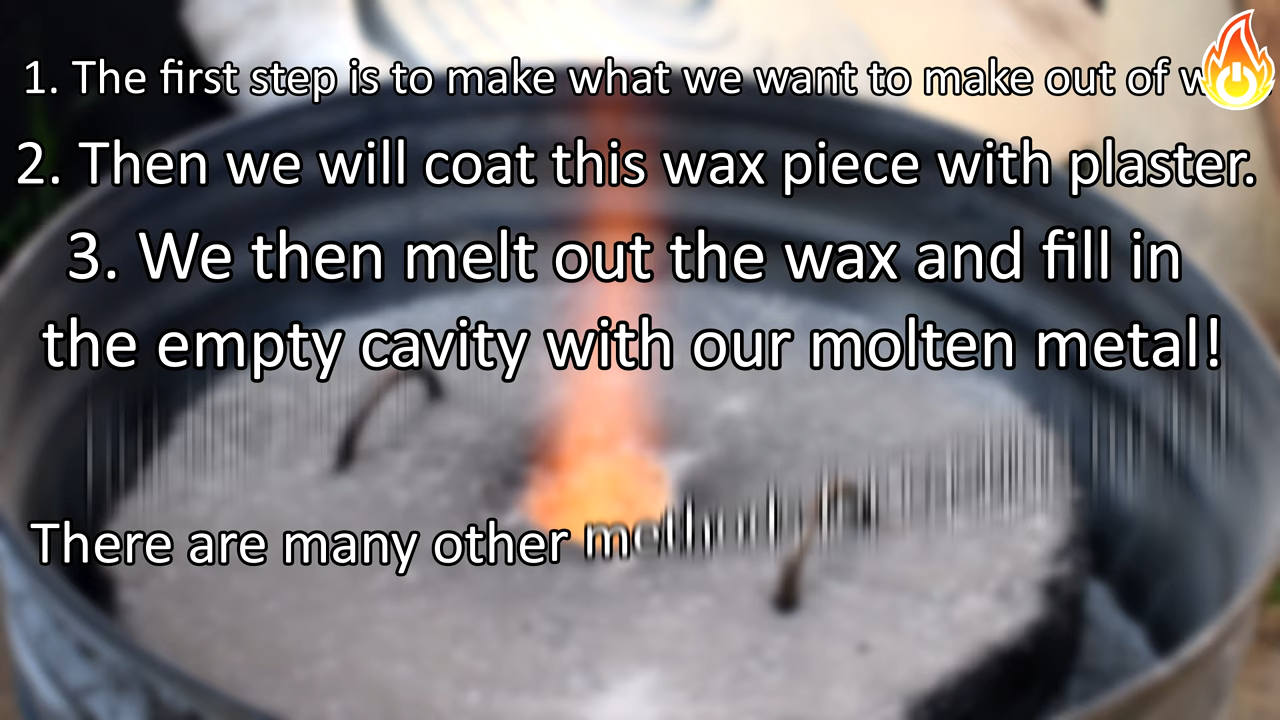 1. The first step is to make what we want to make out of
2. Then we will coat this wax piece with plaster.
3. We then melt out the wax and fill in
the empty cavity with our molten metal!
There are many other